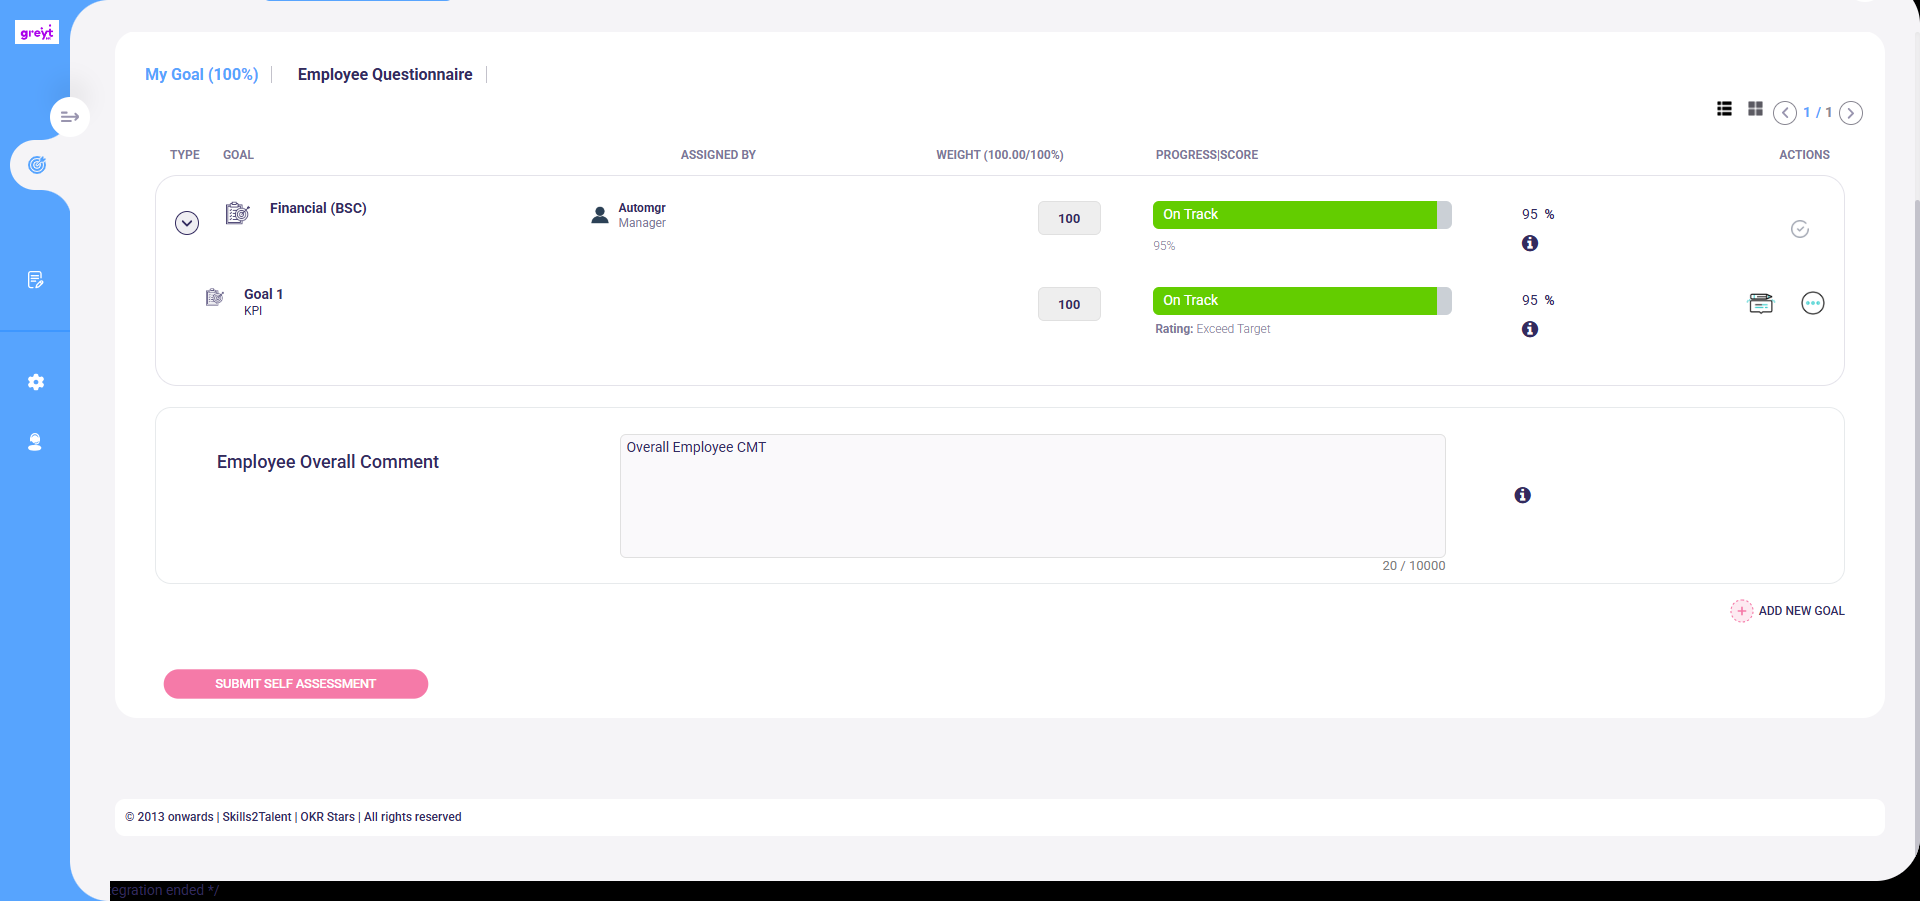 greyt
My Goal (100%)
Employee Questionnaire
1 / 1
TYPE GOAL ASSIGNED BY WEIGHT (100.00/100%) PROGRESS|SCORE ACTIONS
Financial (BSC)
Automgr
Manager
100
On Track
95 %
95%
Goal 1
KPI
100
On Track
95 %
Rating: Exceed Target
Employee Overall Comment
Overall Employee CMT
20 / 10000
ADD NEW GOAL
SUBMIT SELF ASSESSMENT
© 2013 onwards | Skills2Talent | OKR Stars | All rights reserved
egration ended */